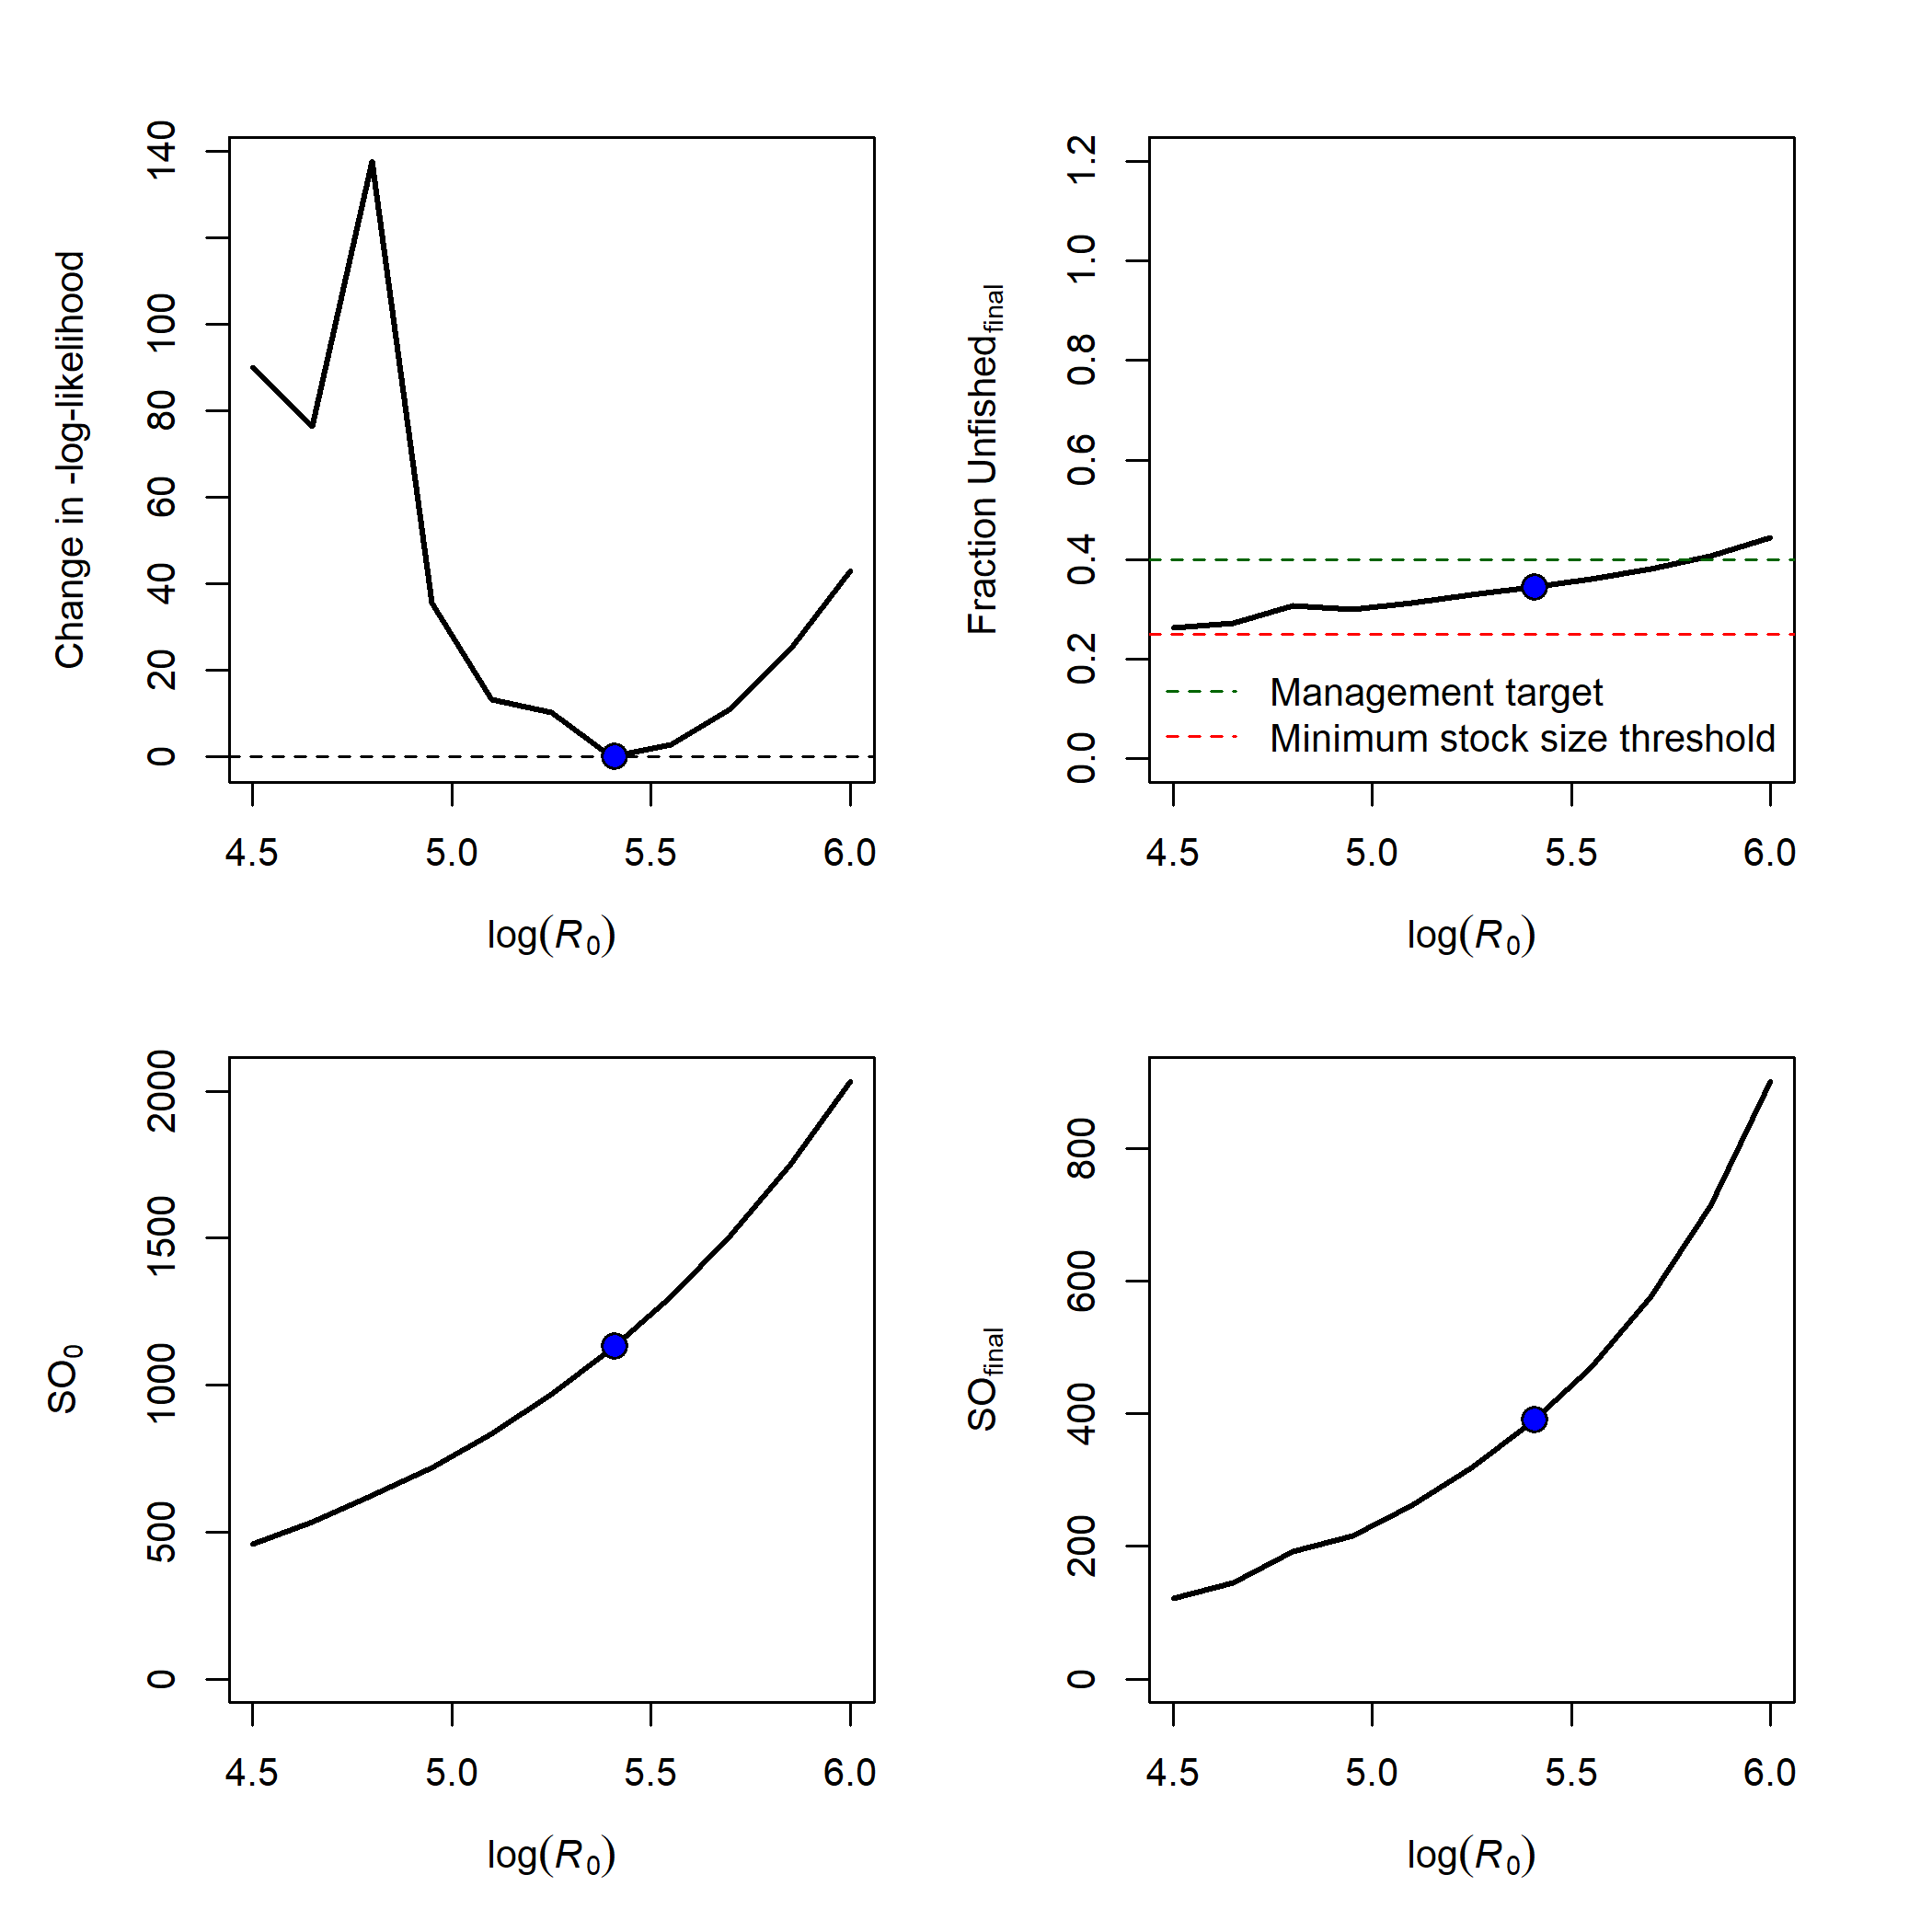 Change in -log-likelihood
0 20 40 60 80 100 140
4.5 5.0 5.5 6.0
log(R0)
Fraction Unfishedfinal
0.0 0.2 0.4 0.6 0.8 1.0 1.2
Management target
Minimum stock size threshold
4.5 5.0 5.5 6.0
log(R0)
SO0
0 500 1000 1500 2000
4.5 5.0 5.5 6.0
log(R0)
SOfinal
0 200 400 600 800
4.5 5.0 5.5 6.0
log(R0)